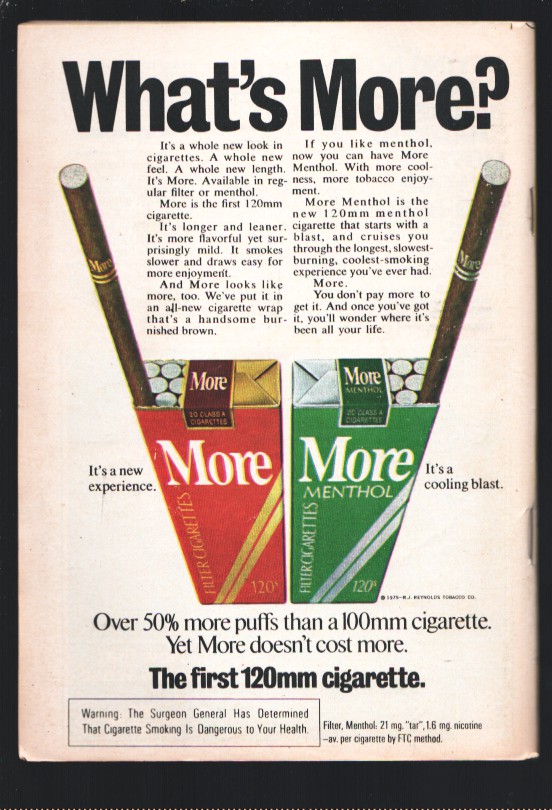 What's More?
It's a whole new look in
cigarettes. A whole new
feel. A whole new length.
It's More. Available in reg-
ular filter or menthol.
More is the first 120mm
cigarette.
It's longer and leaner.
It's more flavorful yet sur-
prisingly mild. It smokes
slower and draws easy for
more enjoyment.
And More looks like
more, too. We've put it in
an all-new cigarette wrap
that's a handsome bur-
nished brown.
If you like menthol,
now you can have More
Menthol. With more cool-
ness, more tobacco enjoy-
ment.
More Menthol is the
new 120mm menthol
cigarette that starts with a
blast, and cruises you
through the longest, slowest-
burning, coolest-smoking
experience you've ever had.
More.
You don't pay more to
get it. And once you've got
it, you'll wonder where it's
been all your life.
More
More
More
20 CLASS A
CIGARETTES
More
FILTER CIGARETTES
120's
More
MENTHOL
20 CLASS A
CIGARETTES
More
MENTHOL
FILTER CIGARETTES
120's
It's a new
experience.
It's a
cooling blast.
© 1975—R.J. REYNOLDS TOBACCO CO.
Over 50% more puffs than a 100mm cigarette.
Yet More doesn't cost more.
The first 120mm cigarette.
Warning: The Surgeon General Has Determined
That Cigarette Smoking Is Dangerous to Your Health.
Filter, Menthol: 21 mg. "tar", 1.6 mg. nicotine
—av. per cigarette by FTC method.